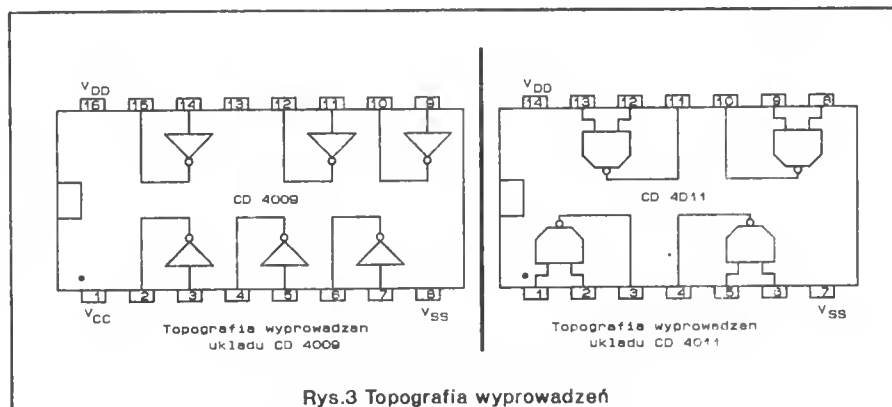 VDD
16 15 14 13 12 11 10 9
CD 4009
1 2 3 4 5 6 7 8
VCC
VSS
Topografia wyprowadzan
ukladu CD 4009
VDD
14 13 12 11 10 9 8
CD 4011
1 2 3 4 5 6 7
VSS
Topografia wyprowadzan
ukladu CD 4011
Rys.3 Topografia wyprowadzeń